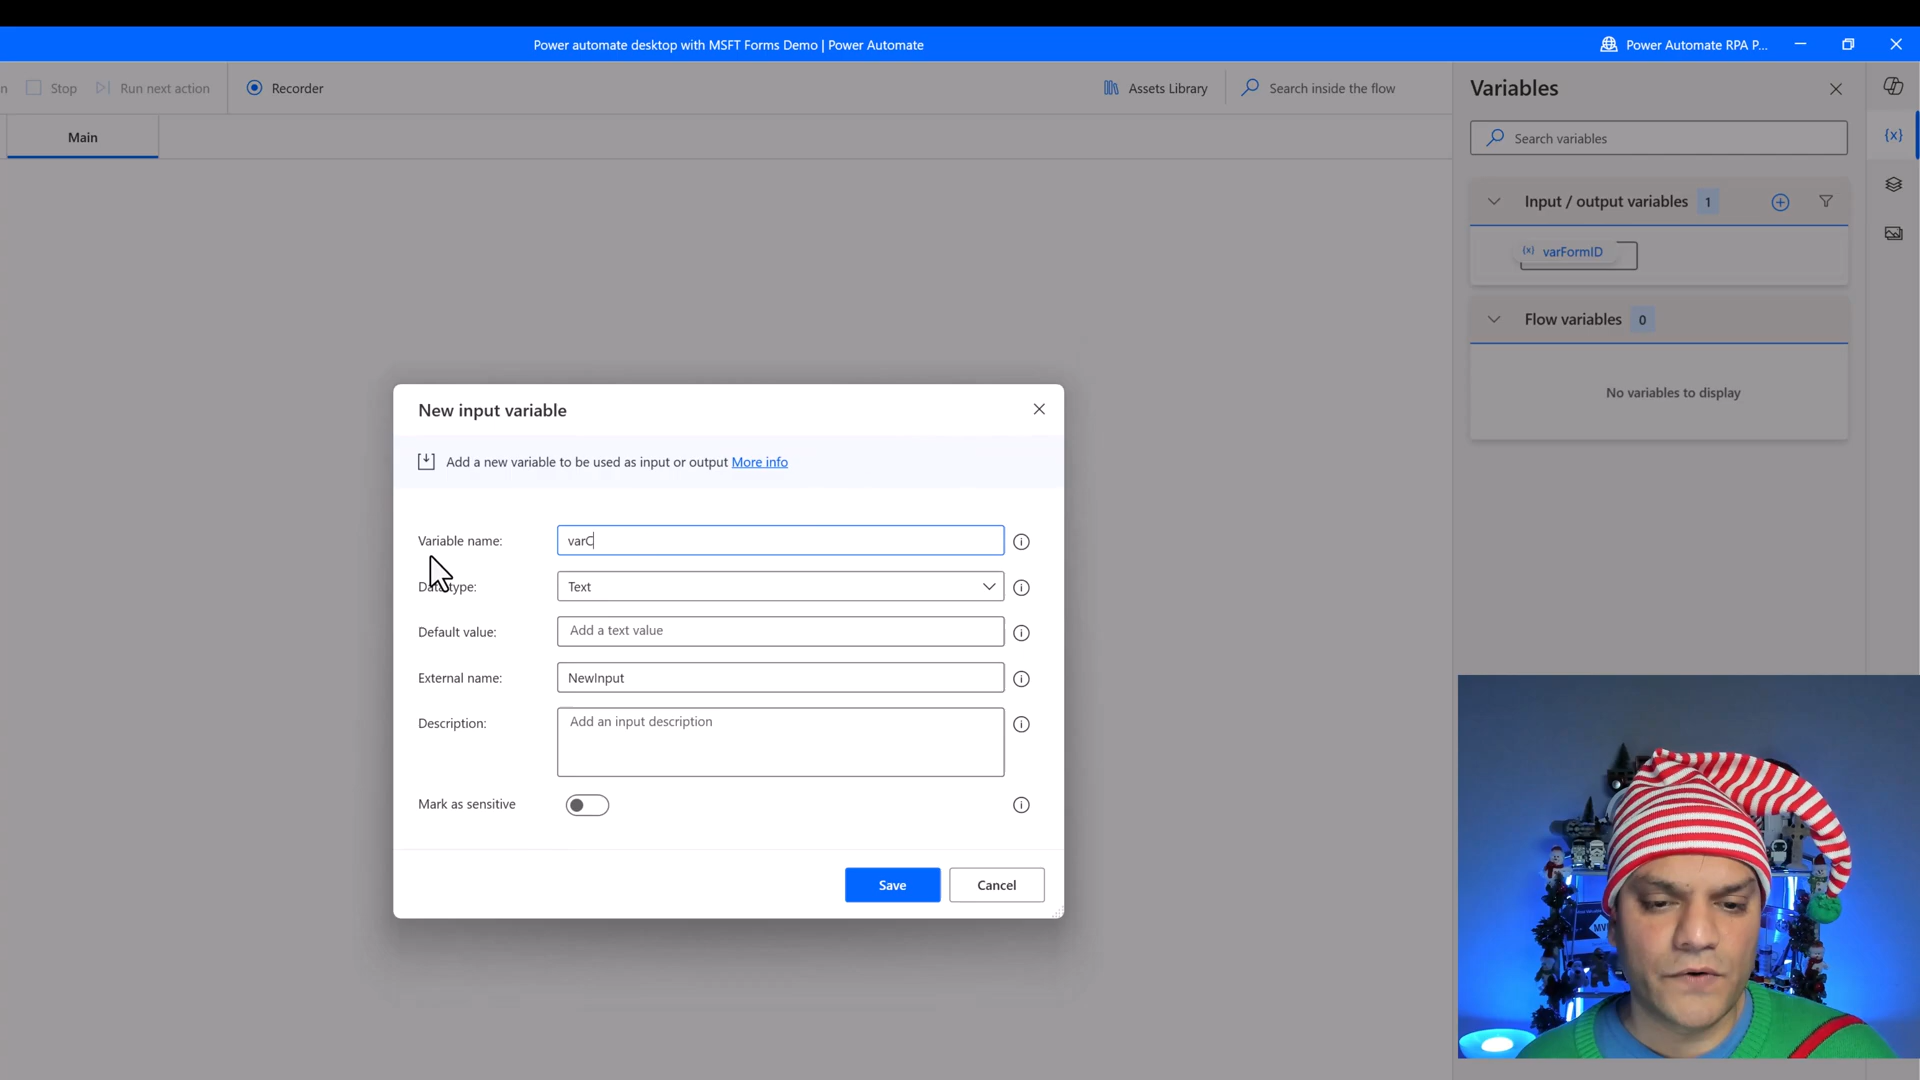 Power automate desktop with MSFT Forms Demo | Power Automate
Power Automate RPA P...
n
Stop
Run next action
Recorder
Assets Library
Search inside the flow
Variables
Main
{x}
Search variables
Input / output variables 1
{x} varFormID
Flow variables 0
No variables to display
New input variable
Add a new variable to be used as input or output More info
Variable name:
varC
Data type:
Text
Default value:
Add a text value
External name:
NewInput
Description:
Add an input description
Mark as sensitive
Save
Cancel